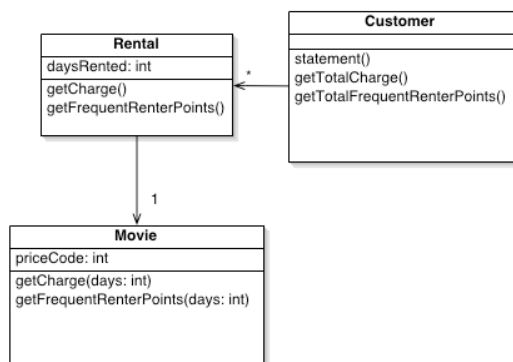 Customer
statement()
getTotalCharge()
getTotalFrequentRenterPoints()
Rental
daysRented: int
getCharge()
getFrequentRenterPoints()
*
1
Movie
priceCode: int
getCharge(days: int)
getFrequentRenterPoints(days: int)